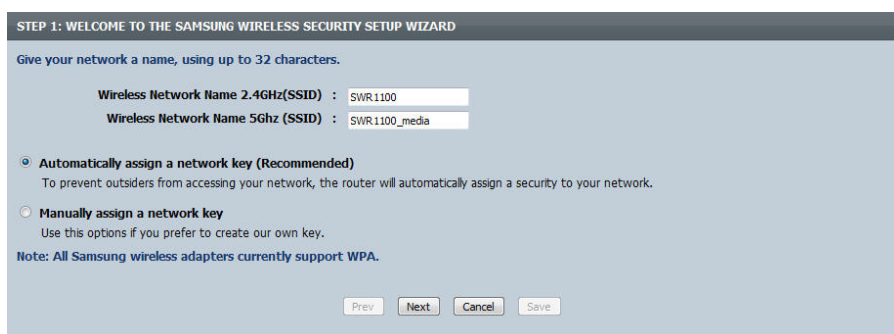 STEP 1: WELCOME TO THE SAMSUNG WIRELESS SECURITY SETUP WIZARD
Give your network a name, using up to 32 characters.
Wireless Network Name 2.4GHz(SSID) : SWR1100
Wireless Network Name 5Ghz (SSID) : SWR1100_media
Automatically assign a network key (Recommended)
To prevent outsiders from accessing your network, the router will automatically assign a security to your network.
Manually assign a network key
Use this options if you prefer to create our own key.
Note: All Samsung wireless adapters currently support WPA.
Prev Next Cancel Save